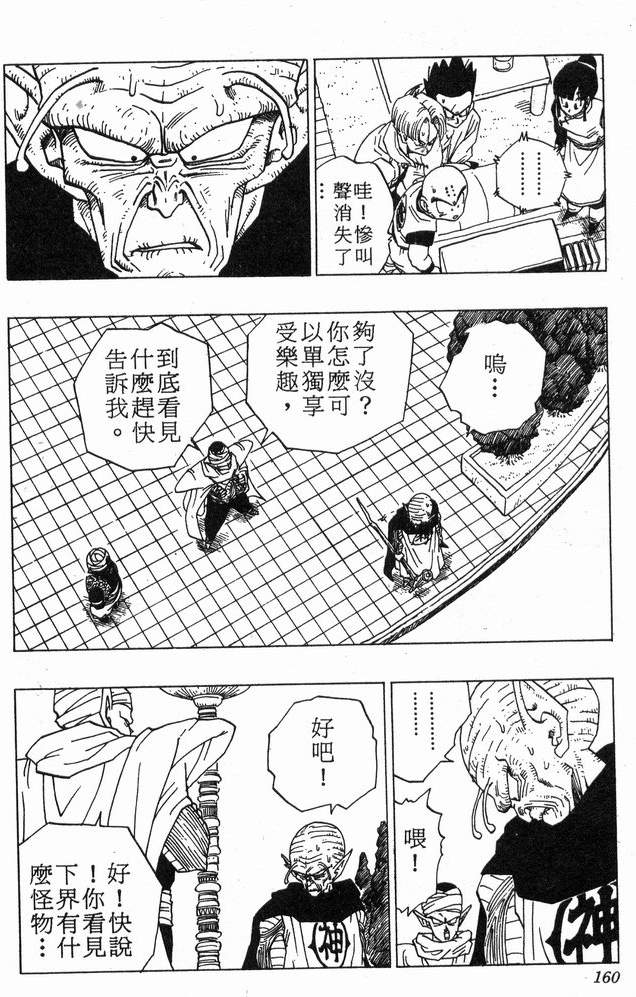 ………
哇！慘叫
聲消失了
…
嗚…
夠了沒？
你怎麼可
以單獨享
受樂趣，
到底看見
什麼趕快
告訴我。
………
喂！
神
好吧！
神
好！快說
！你看見
下界有什
麼怪物…
160